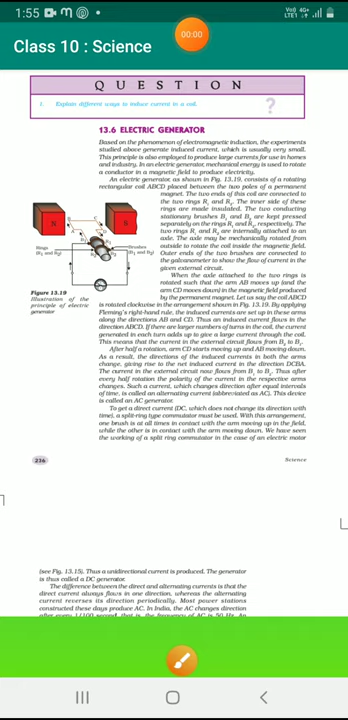 1:55
Vo)) 4G+
LTE1
00:00
Class 10 : Science
QUESTION
1. Explain different ways to induce current in a coil.
?
13.6 ELECTRIC GENERATOR
Based on the phenomenon of electromagnetic induction, the experiments
studied above generate induced current, which is usually very small.
This principle is also employed to produce large currents for use in homes
and industry. In an electric generator, mechanical energy is used to rotate
a conductor in a magnetic field to produce electricity.
An electric generator, as shown in Fig. 13.19, consists of a rotating
rectangular coil ABCD placed between the two poles of a permanent
magnet. The two ends of this coil are connected to
the two rings R1 and R2. The inner side of these
rings are made insulated. The two conducting
stationary brushes B1 and B2 are kept pressed
separately on the rings R1 and R2, respectively. The
two rings R1 and R2 are internally attached to an
axle. The axle may be mechanically rotated from
outside to rotate the coil inside the magnetic field.
Outer ends of the two brushes are connected to
the galvanometer to show the flow of current in the
given external circuit.
When the axle attached to the two rings is
rotated such that the arm AB moves up (and the
arm CD moves down) in the magnetic field produced
by the permanent magnet. Let us say the coil ABCD
is rotated clockwise in the arrangement shown in Fig. 13.19. By applying
Fleming's right-hand rule, the induced currents are set up in these arms
along the directions AB and CD. Thus an induced current flows in the
direction ABCD. If there are larger numbers of turns in the coil, the current
generated in each turn adds up to give a large current through the coil.
This means that the current in the external circuit flows from B2 to B1.
After half a rotation, arm CD starts moving up and AB moving down.
As a result, the directions of the induced currents in both the arms
change, giving rise to the net induced current in the direction DCBA.
The current in the external circuit now flows from B1 to B2. Thus after
every half rotation the polarity of the current in the respective arms
changes. Such a current, which changes direction after equal intervals
of time, is called an alternating current (abbreviated as AC). This device
is called an AC generator.
To get a direct current (DC, which does not change its direction with
time), a split-ring type commutator must be used. With this arrangement,
one brush is at all times in contact with the arm moving up in the field,
while the other is in contact with the arm moving down. We have seen
the working of a split ring commutator in the case of an electric motor
N
S
Rings
(R1 and R2)
Brushes
(B1 and B2)
Figure 13.19
Illustration of the
principle of electric
generator
236
Science
(see Fig. 13.15). Thus a unidirectional current is produced. The generator
is thus called a DC generator.
The difference between the direct and alternating currents is that the
direct current always flows in one direction, whereas the alternating
current reverses its direction periodically. Most power stations
constructed these days produce AC. In India, the AC changes direction
after every 1/100 second, that is, the frequency of AC is 50 Hz. An